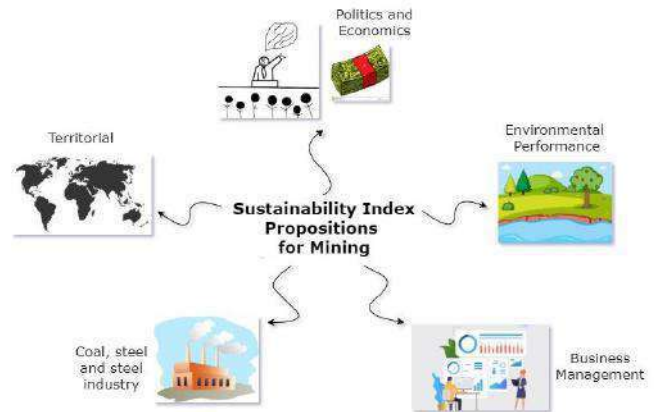 Politics and
Economics
Territorial
Environmental
Performance
Sustainability Index
Propositions
for Mining
Coal, steel
and steel
industry
Business
Management